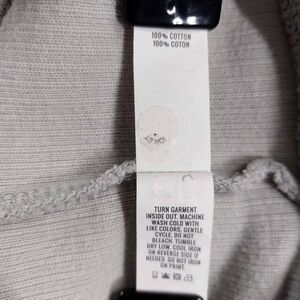 100% COTTON
100% COTON
TURN GARMENT
INSIDE OUT. MACHINE
WASH COLD WITH
LIKE COLORS, GENTLE
CYCLE. DO NOT
BLEACH. TUMBLE
DRY LOW. COOL IRON
ON REVERSE SIDE IF
NEEDED. DO NOT IRON
ON PRINT.